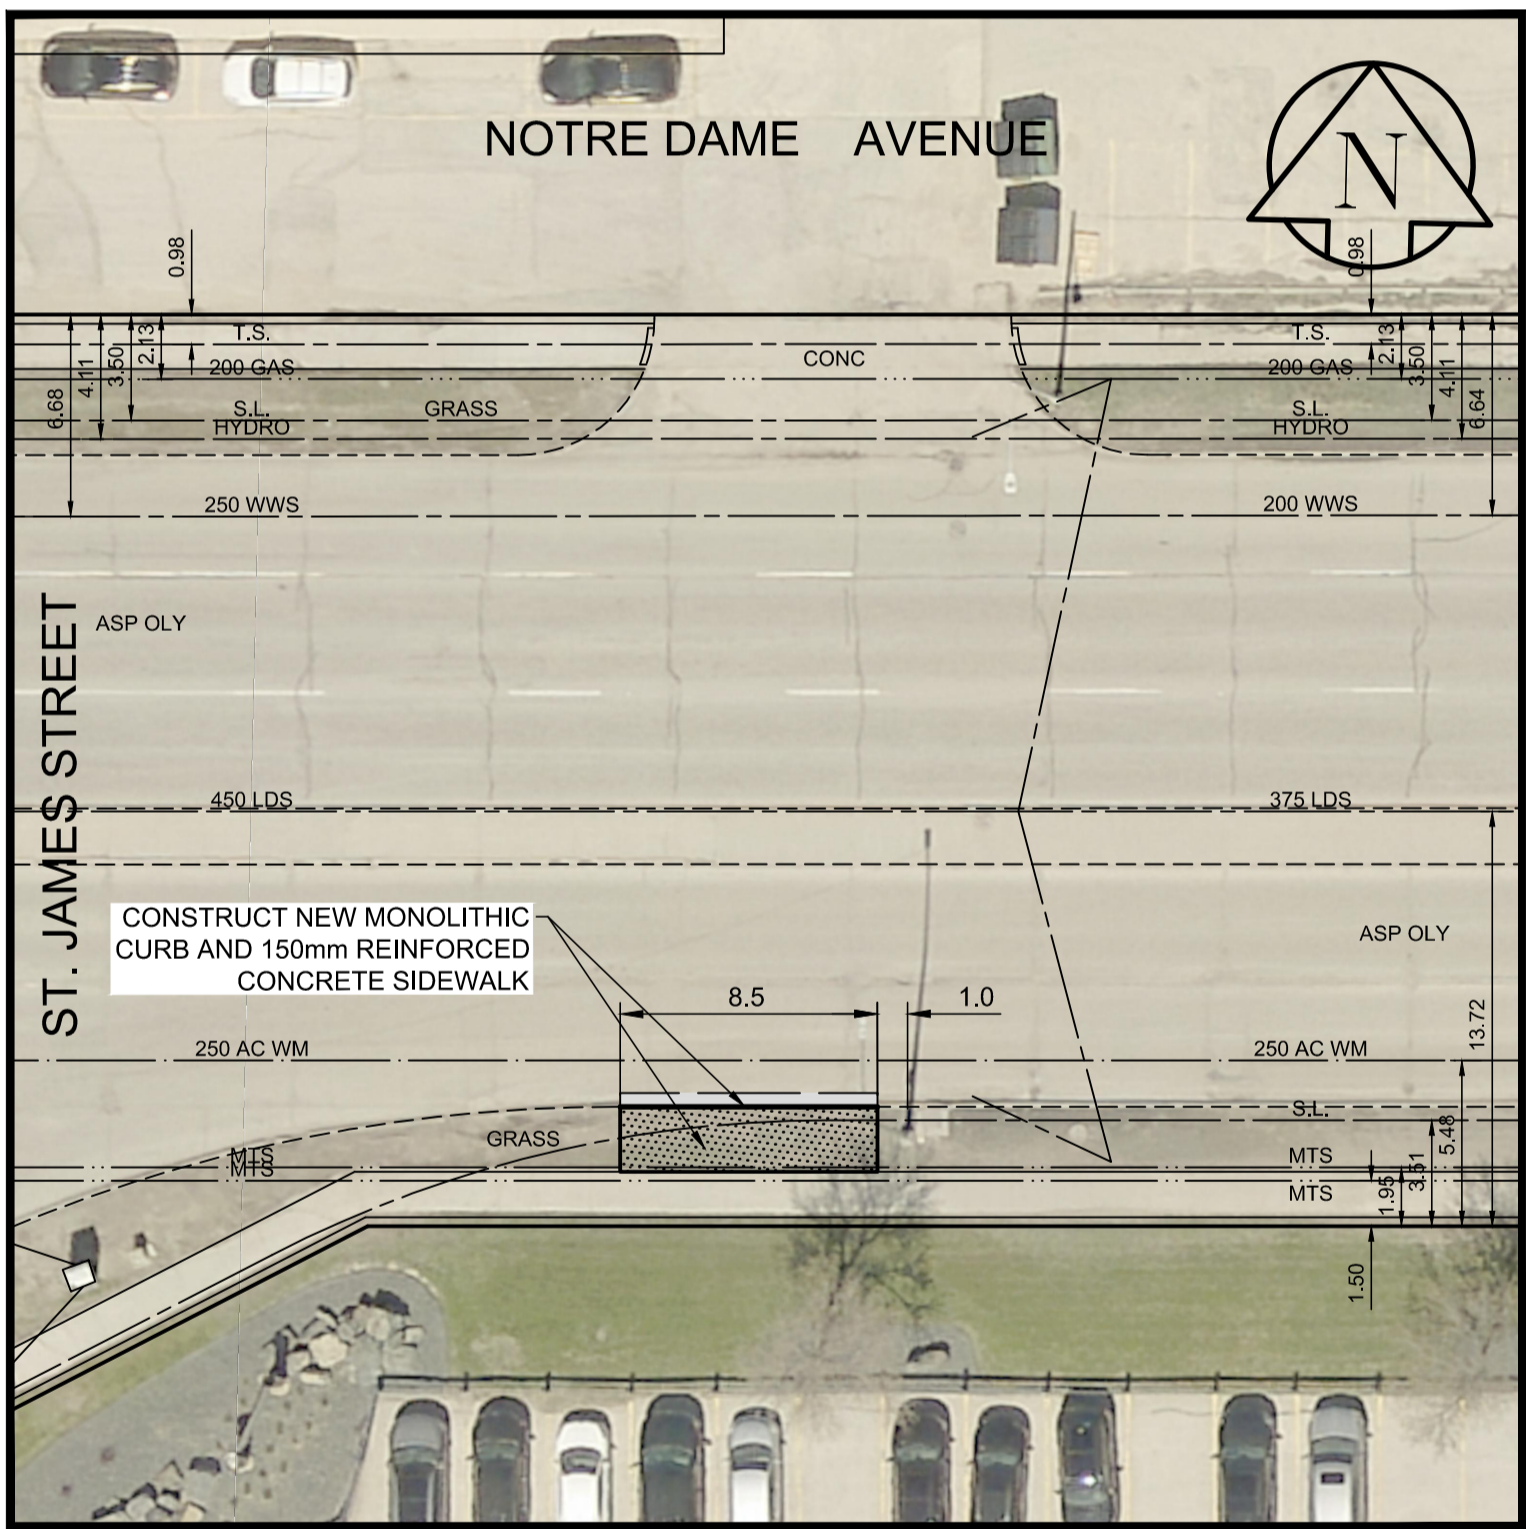 NOTRE DAME AVENUE
N
0.98
0.98
T.S.
T.S.
2.13
3.50
4.11
6.68
200 GAS
CONC
200 GAS
2.13
3.50
4.11
6.64
S.L.
GRASS
S.L.
HYDRO
HYDRO
250 WWS
200 WWS
ST. JAMES STREET
ASP OLY
450 LDS
375 LDS
CONSTRUCT NEW MONOLITHIC
CURB AND 150mm REINFORCED
CONCRETE SIDEWALK
ASP OLY
8.5
1.0
13.72
250 AC WM
250 AC WM
S.L.
GRASS
5.48
MTS
MTS
MTS
3.51
1.95
MTS
1.50